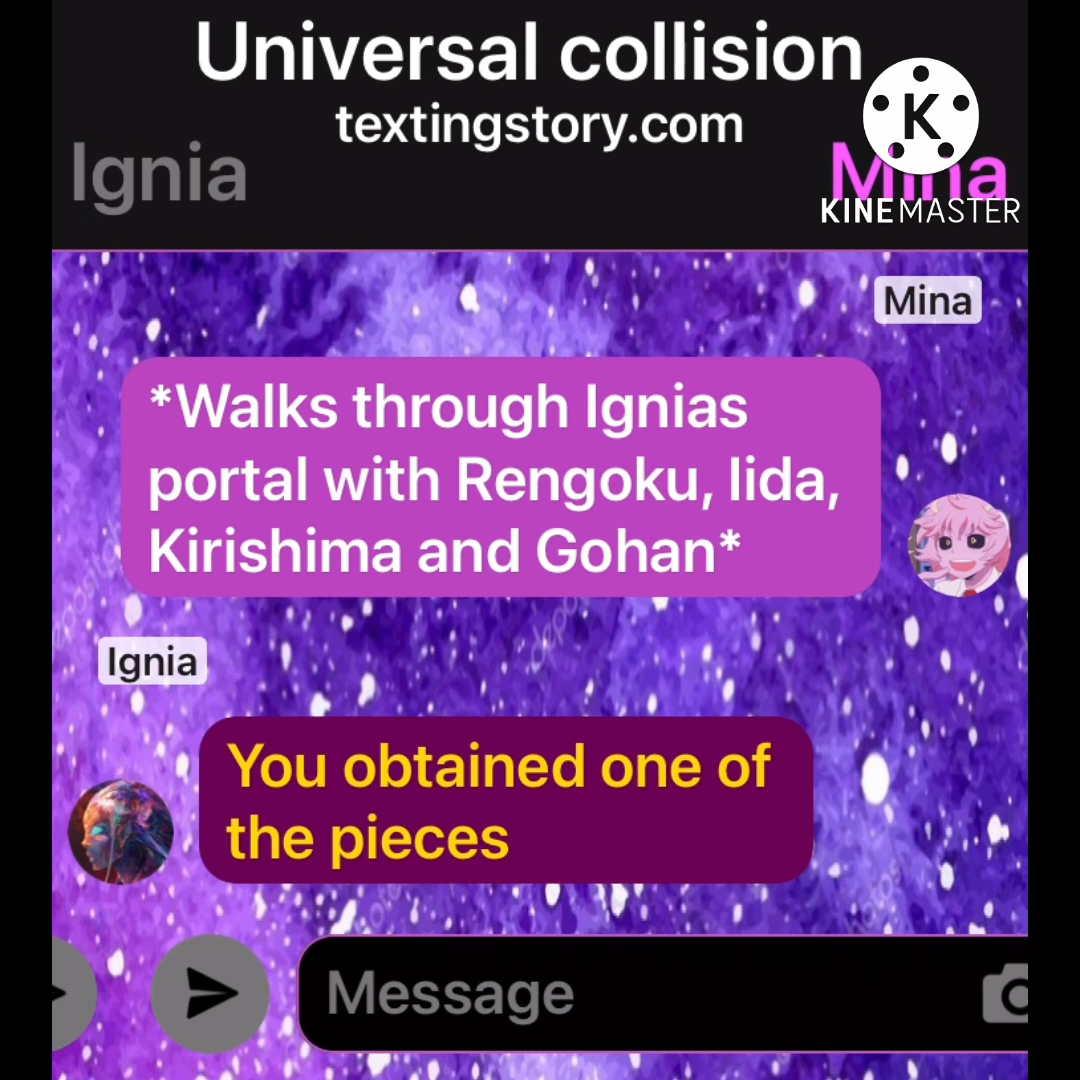 Universal collision
textingstory.com
Ignia
Mina
K
KINEMASTER
Mina
*Walks through Ignias
portal with Rengoku, Iida,
Kirishima and Gohan*
Ignia
You obtained one of
the pieces
Message